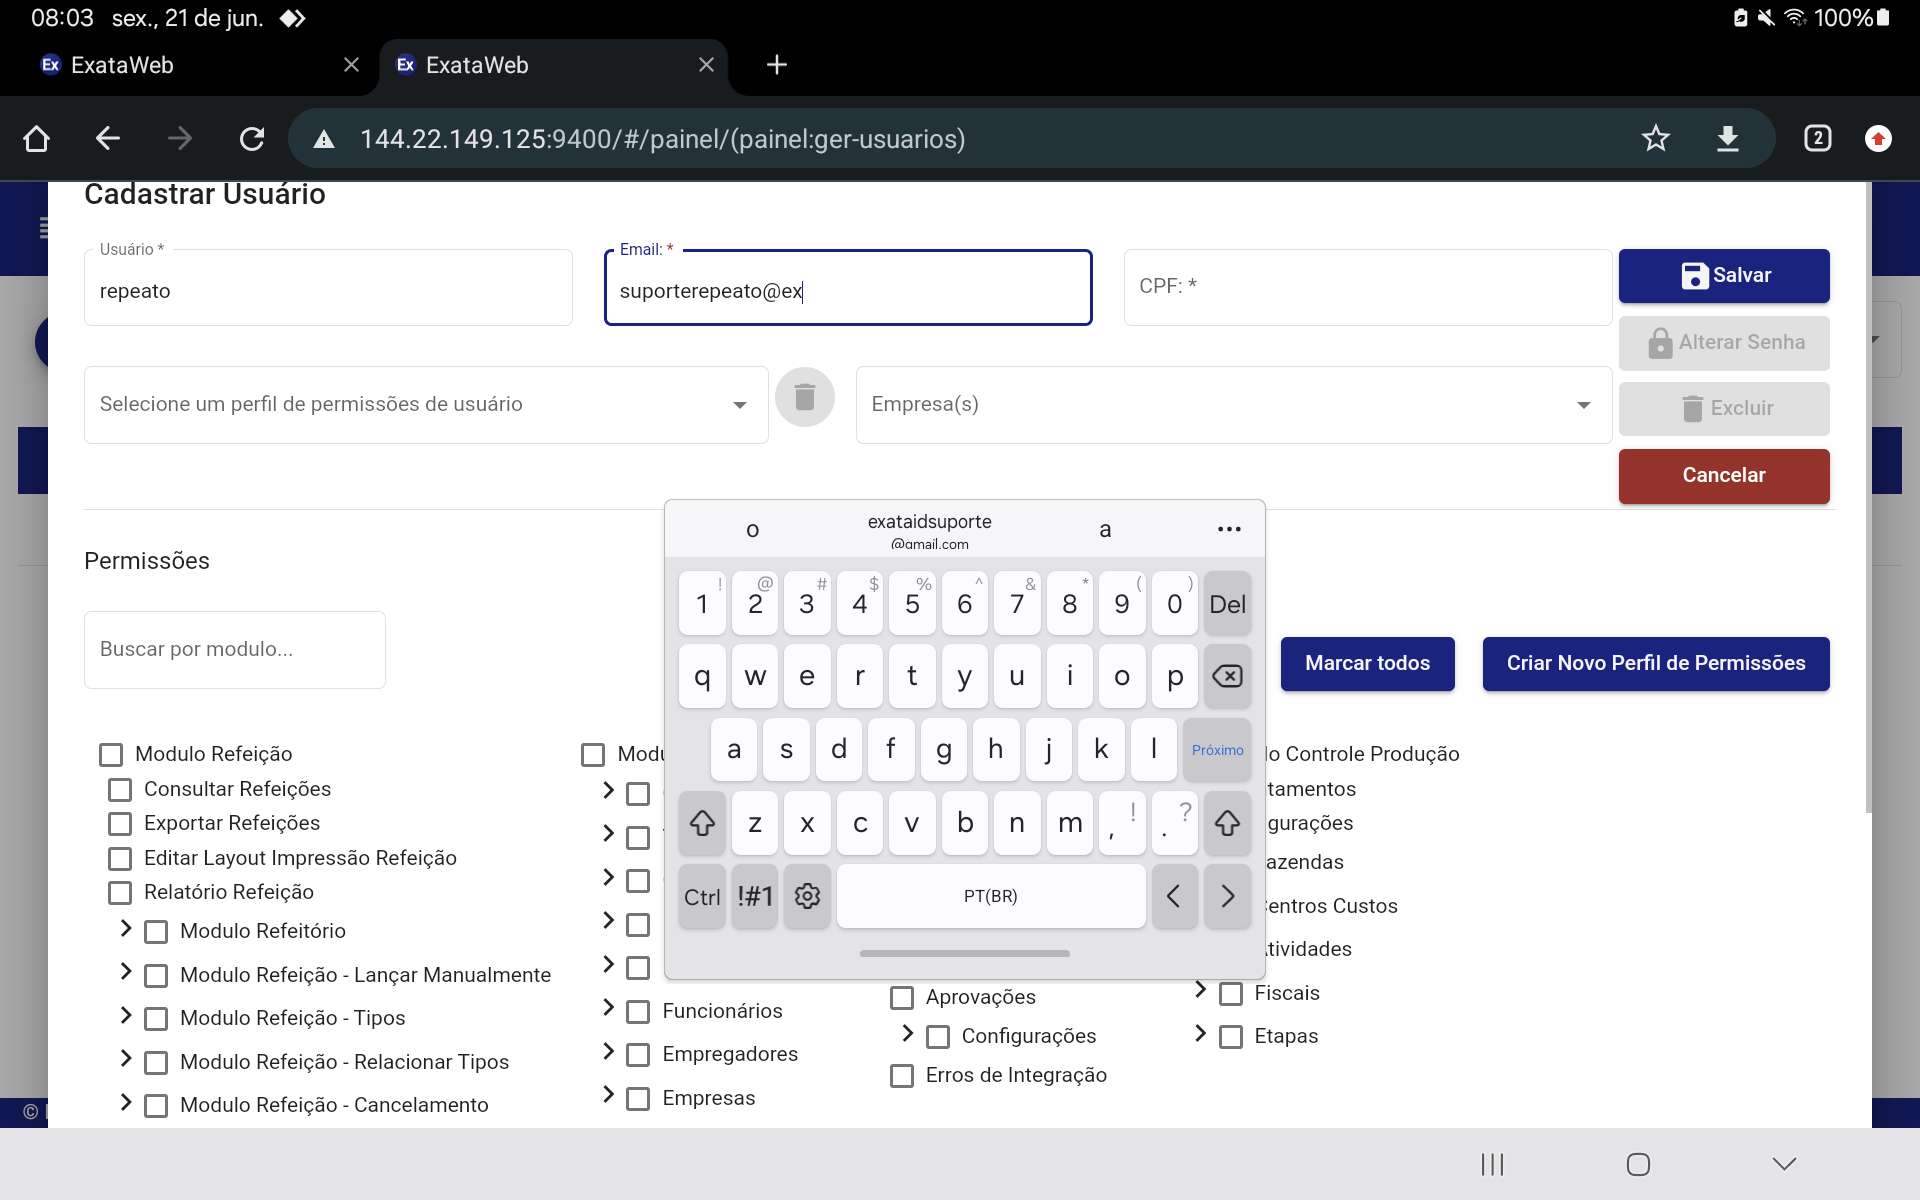 08:03 sex., 21 de jun. 100%
Ex ExataWeb
Ex ExataWeb
144.22.149.125:9400/#/painel/(painel:ger-usuarios)
2
Cadastrar Usuário
Usuário *
repeato
Email: *
suporterepeato@ex
CPF: *
Salvar
Alterar Senha
Selecione um perfil de permissões de usuário
Empresa(s)
Excluir
Cancelar
Permissões
Buscar por modulo...
Marcar todos
Criar Novo Perfil de Permissões
o
exataidsuporte
@gmail.com
a
! @ # $ % ^ & * ( )
1 2 3 4 5 6 7 8 9 0 Del
q w e r t y u i o p
a s d f g h j k l Próximo
! ?
z x c v b n m , .
Ctrl !#1 PT(BR)
Modulo Refeição
Consultar Refeições
Exportar Refeições
Editar Layout Impressão Refeição
Relatório Refeição
Modulo Refeitório
Modulo Refeição - Lançar Manualmente
Modulo Refeição - Tipos
Modulo Refeição - Relacionar Tipos
Modulo Refeição - Cancelamento
Modu
Funcionários
Empregadores
Empresas
Aprovações
Configurações
Erros de Integração
lo Controle Produção
tamentos
gurações
azendas
entros Custos
tividades
Fiscais
Etapas
©